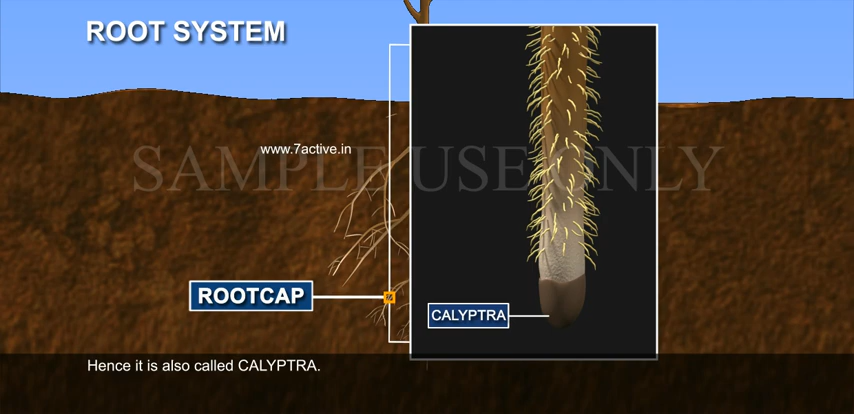 ROOT SYSTEM
www.7active.in
SAMPLE USE ONLY
ROOTCAP
CALYPTRA
Hence it is also called CALYPTRA.